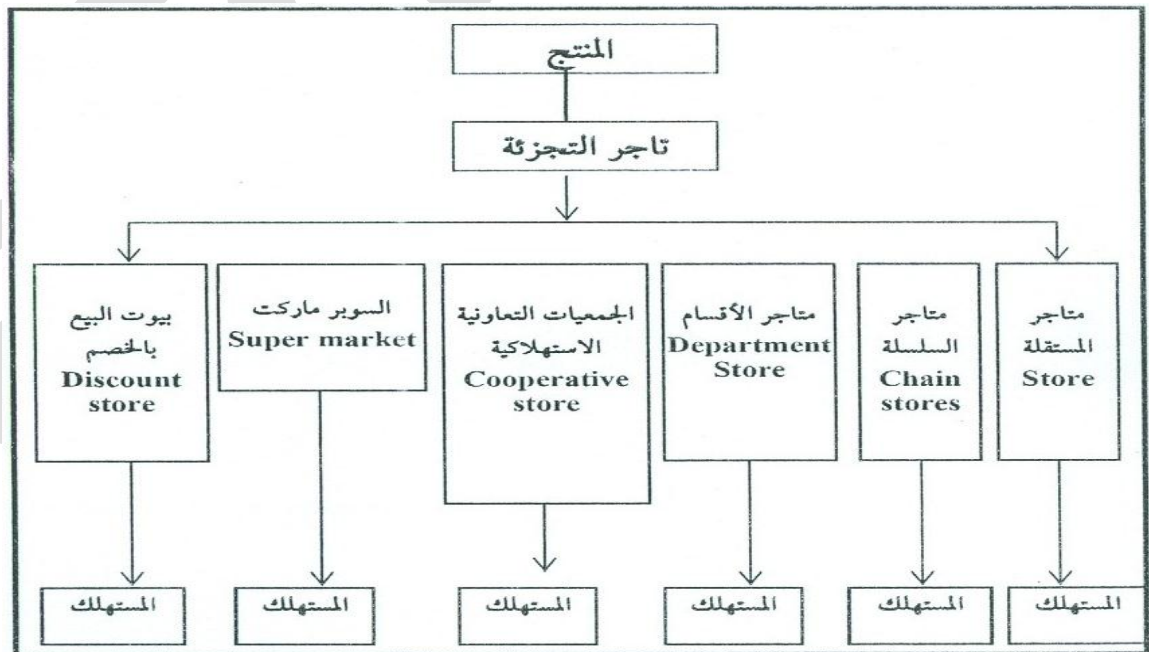 المنتج
تاجر التجزئة
متاجر
المستقلة
Store
متاجر
السلسلة
Chain
stores
متاجر الأقسام
Department
Store
الجمعيات التعاونية
الاستهلاكية
Cooperative
store
السوبر ماركت
Super market
بيوت البيع
بالخصم
Discount
store
المستهلك
المستهلك
المستهلك
المستهلك
المستهلك
المستهلك